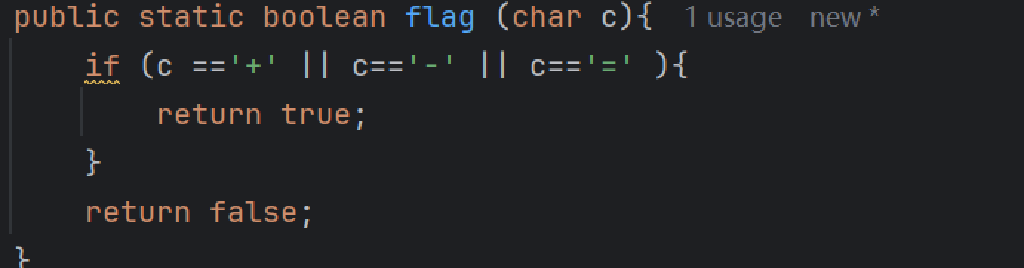 public static boolean flag (char c){ 1 usage new *
if (c =='+' || c=='-' || c=='=' ){
return true;
}
return false;
}